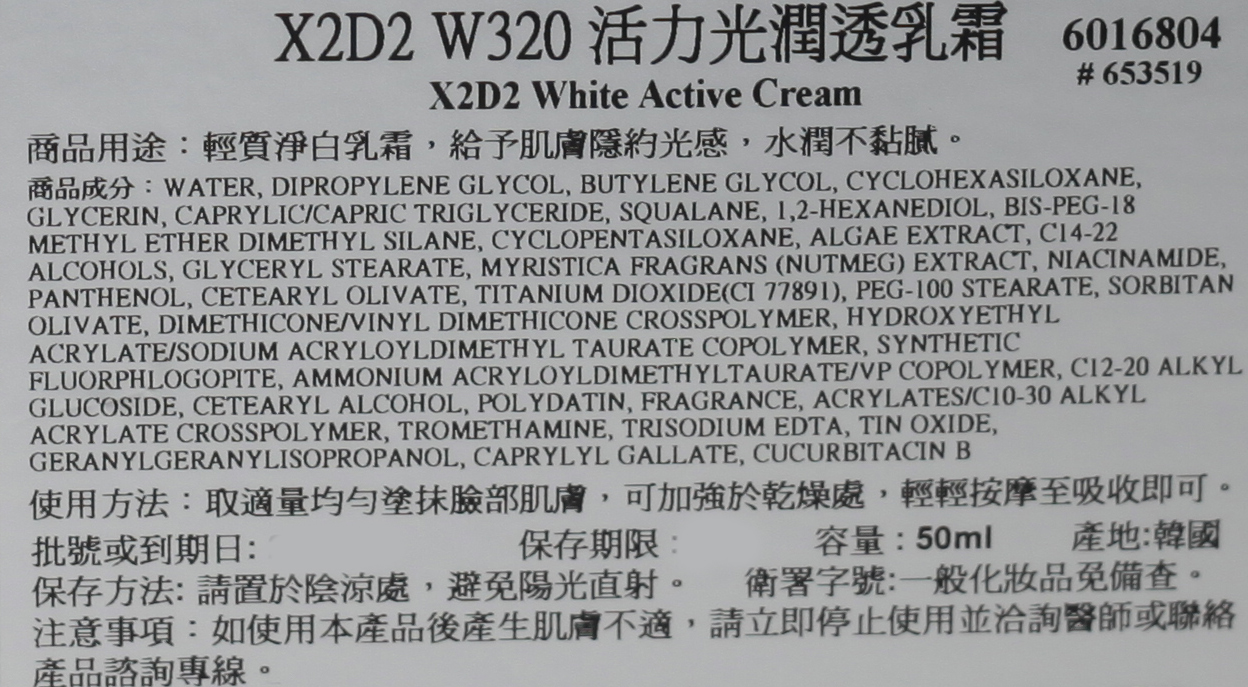 X2D2 W320 活力光潤透乳霜 6016804
# 653519
X2D2 White Active Cream
商品用途：輕質淨白乳霜，給予肌膚隱約光感，水潤不黏膩。
商品成分：WATER, DIPROPYLENE GLYCOL, BUTYLENE GLYCOL, CYCLOHEXASILOXANE,
GLYCERIN, CAPRYLIC/CAPRIC TRIGLYCERIDE, SQUALANE, 1,2-HEXANEDIOL, BIS-PEG-18
METHYL ETHER DIMETHYL SILANE, CYCLOPENTASILOXANE, ALGAE EXTRACT, C14-22
ALCOHOLS, GLYCERYL STEARATE, MYRISTICA FRAGRANS (NUTMEG) EXTRACT, NIACINAMIDE,
PANTHENOL, CETEARYL OLIVATE, TITANIUM DIOXIDE(CI 77891), PEG-100 STEARATE, SORBITAN
OLIVATE, DIMETHICONE/VINYL DIMETHICONE CROSSPOLYMER, HYDROXYETHYL
ACRYLATE/SODIUM ACRYLOYLDIMETHYL TAURATE COPOLYMER, SYNTHETIC
FLUORPHLOGOPITE, AMMONIUM ACRYLOYLDIMETHYLTAURATE/VP COPOLYMER, C12-20 ALKYL
GLUCOSIDE, CETEARYL ALCOHOL, POLYDATIN, FRAGRANCE, ACRYLATES/C10-30 ALKYL
ACRYLATE CROSSPOLYMER, TROMETHAMINE, TRISODIUM EDTA, TIN OXIDE,
GERANYLGERANYLISOPROPANOL, CAPRYLYL GALLATE, CUCURBITACIN B
使用方法：取適量均勻塗抹臉部肌膚，可加強於乾燥處，輕輕按摩至吸收即可。
批號或到期日: 保存期限: 容量：50ml 產地:韓國
保存方法: 請置於陰涼處，避免陽光直射。 衛署字號:一般化妝品免備查。
注意事項：如使用本產品後產生肌膚不適，請立即停止使用並洽詢醫師或聯絡
產品諮詢專線。